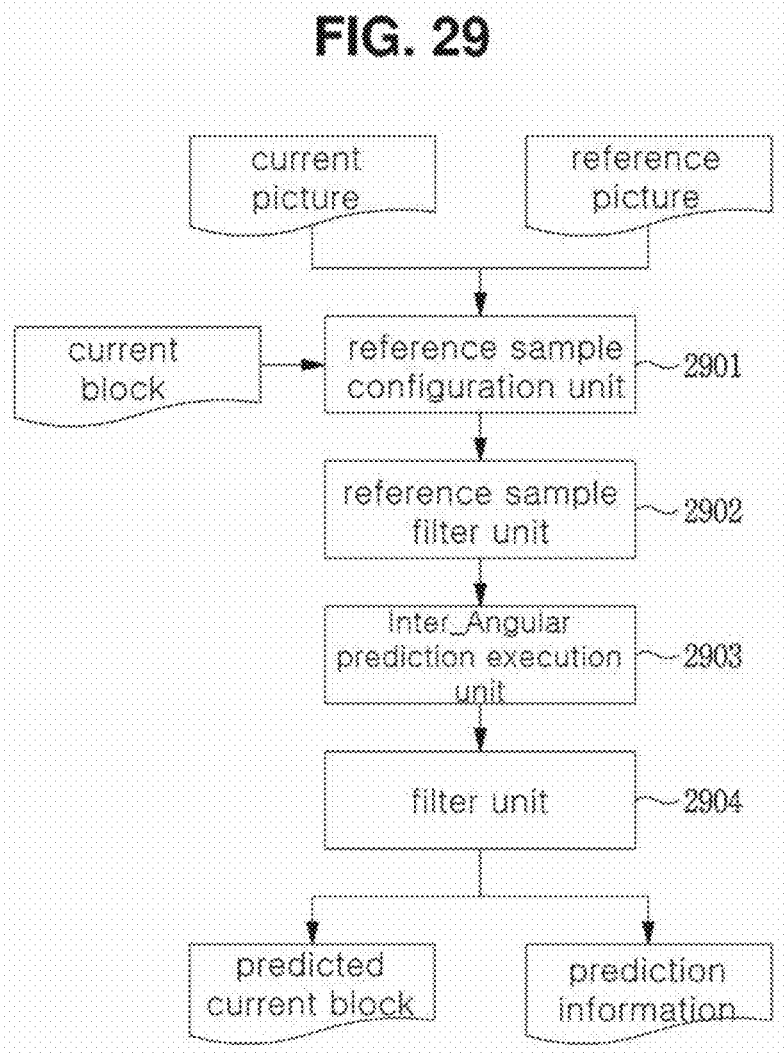 FIG. 29
current
picture
reference
picture
current
block
reference sample
configuration unit
2901
reference sample
filter unit
2902
Inter_Angular
prediction execution
unit
2903
filter unit
2904
predicted
current block
prediction
information